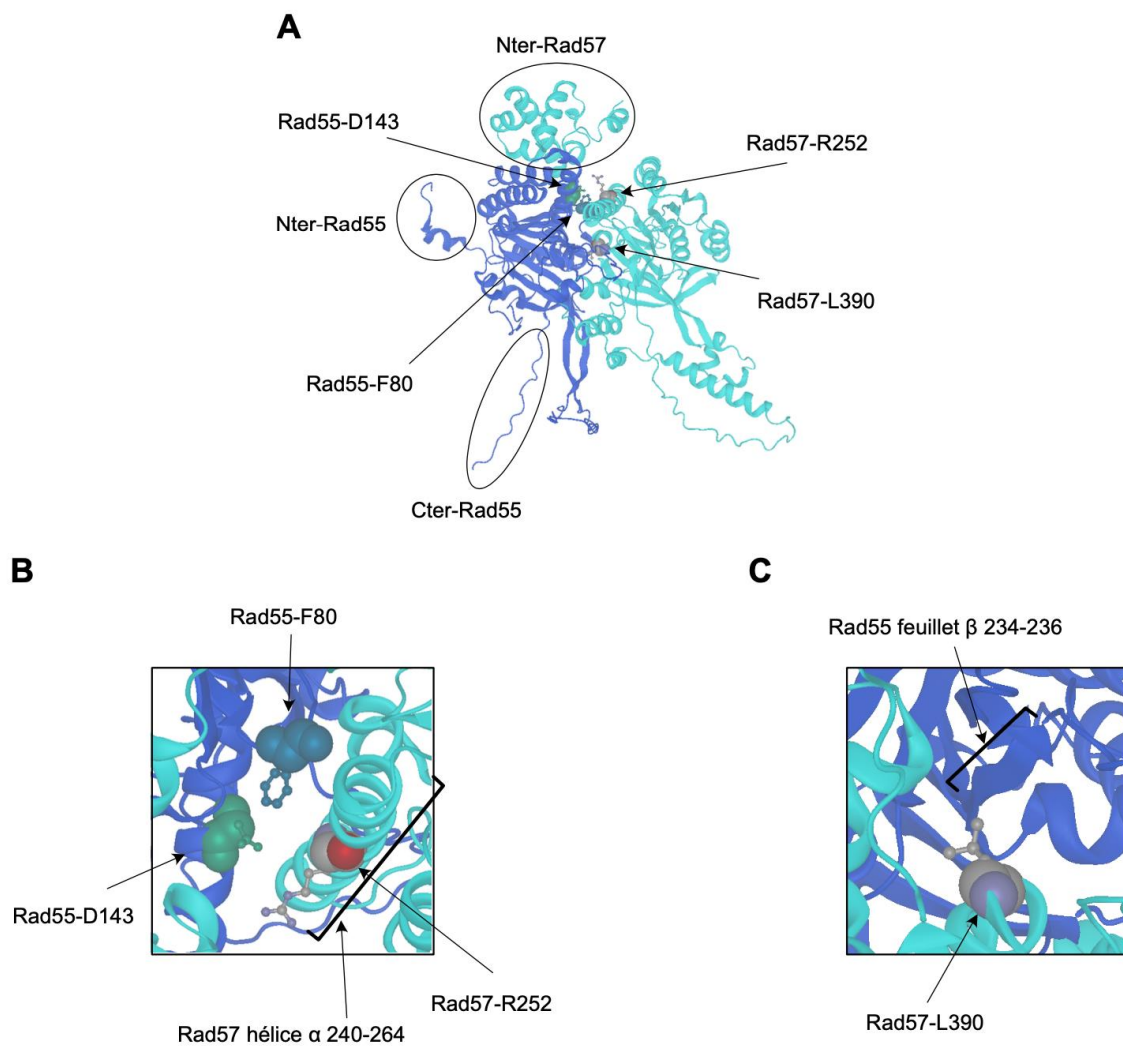 A
Nter-Rad57
Rad55-D143
Rad57-R252
Nter-Rad55
Rad57-L390
Rad55-F80
Cter-Rad55
B
C
Rad55-F80
Rad55 feuillet β 234-236
Rad55-D143
Rad57-R252
Rad57 hélice α 240-264
Rad57-L390